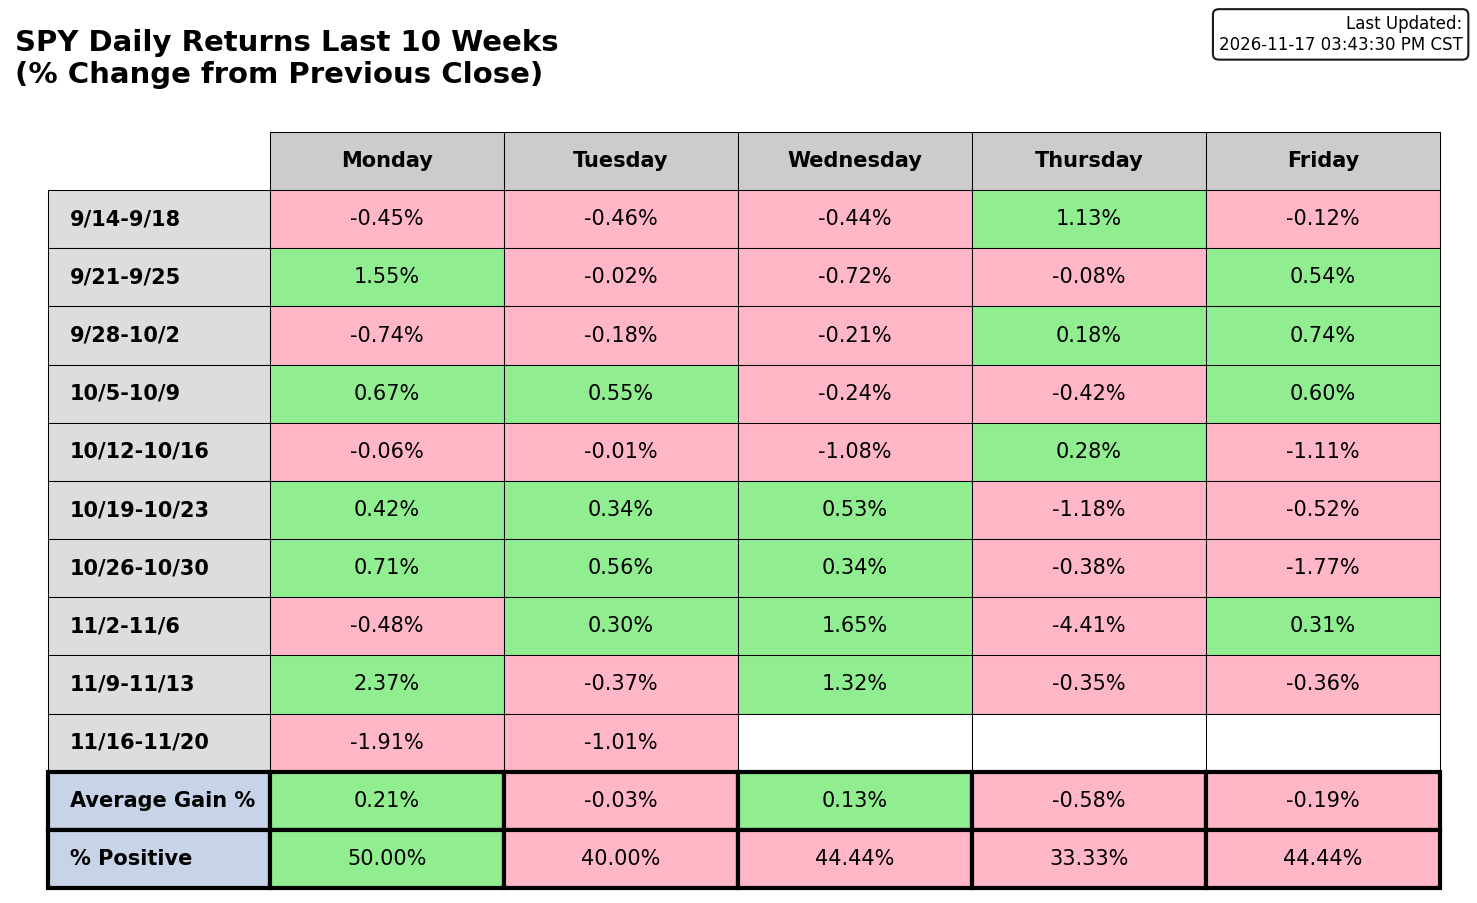 SPY Daily Returns Last 10 Weeks
(% Change from Previous Close)
Last Updated:
2026-11-17 03:43:30 PM CST
Monday Tuesday Wednesday Thursday Friday
9/14-9/18 -0.45% -0.46% -0.44% 1.13% -0.12%
9/21-9/25 1.55% -0.02% -0.72% -0.08% 0.54%
9/28-10/2 -0.74% -0.18% -0.21% 0.18% 0.74%
10/5-10/9 0.67% 0.55% -0.24% -0.42% 0.60%
10/12-10/16 -0.06% -0.01% -1.08% 0.28% -1.11%
10/19-10/23 0.42% 0.34% 0.53% -1.18% -0.52%
10/26-10/30 0.71% 0.56% 0.34% -0.38% -1.77%
11/2-11/6 -0.48% 0.30% 1.65% -4.41% 0.31%
11/9-11/13 2.37% -0.37% 1.32% -0.35% -0.36%
11/16-11/20 -1.91% -1.01%
Average Gain % 0.21% -0.03% 0.13% -0.58% -0.19%
% Positive 50.00% 40.00% 44.44% 33.33% 44.44%